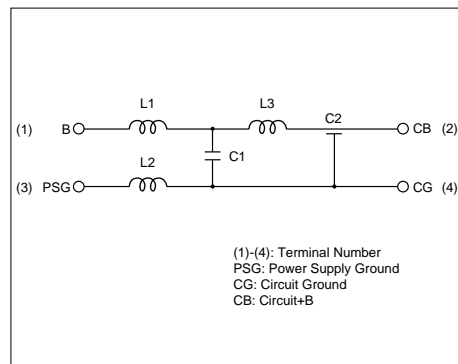 L1 L3 C2
(1) B CB (2)
C1
L2
(3) PSG CG (4)
(1)-(4): Terminal Number
PSG: Power Supply Ground
CG: Circuit Ground
CB: Circuit+B